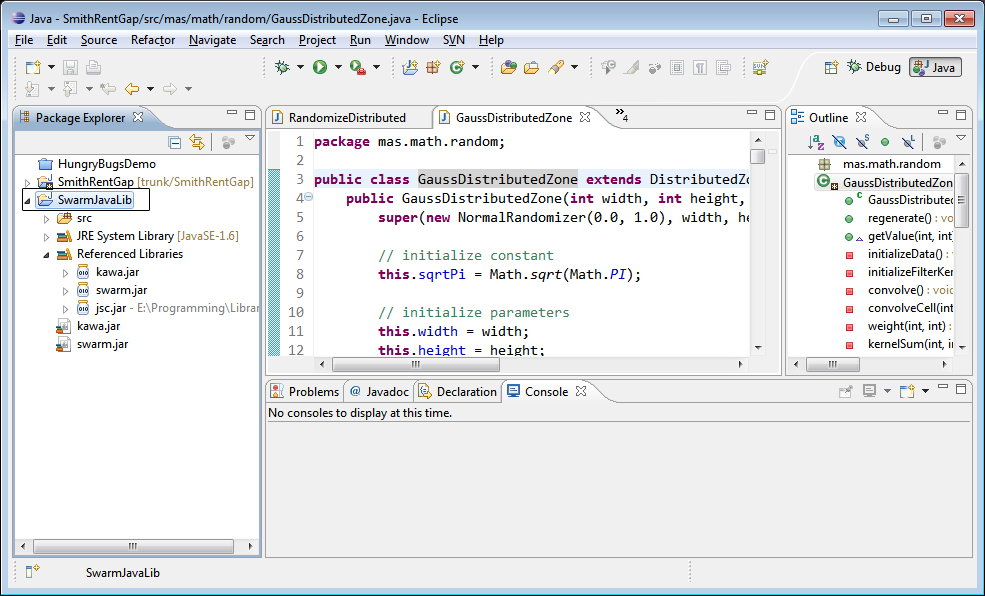 Java - SmithRentGap/src/mas/math/random/GaussDistributedZone.java - Eclipse
File Edit Source Refactor Navigate Search Project Run Window SVN Help
Debug Java
Package Explorer
HungryBugsDemo
SmithRentGap [trunk/SmithRentGap]
SwarmJavaLib
src
JRE System Library [JavaSE-1.6]
Referenced Libraries
kawa.jar
swarm.jar
jsc.jar - E:\Programming\Librar
kawa.jar
swarm.jar
RandomizeDistributed GaussDistributedZone »4
1 package mas.math.random;
2
3 public class GaussDistributedZone extends DistributedZo
4 public GaussDistributedZone(int width, int height,
5 super(new NormalRandomizer(0.0, 1.0), width, he
6
7 // initialize constant
8 this.sqrtPi = Math.sqrt(Math.PI);
9
10 // initialize parameters
11 this.width = width;
12 this.height = height;
Outline
mas.math.random
GaussDistributedZon
GaussDistributed
regenerate() : vo
getValue(int, int)
initializeData() :
initializeFilterKer
convolve() : void
convolveCell(int,
weight(int, int) :
kernelSum(int, i
Problems @ Javadoc Declaration Console
No consoles to display at this time.
SwarmJavaLib